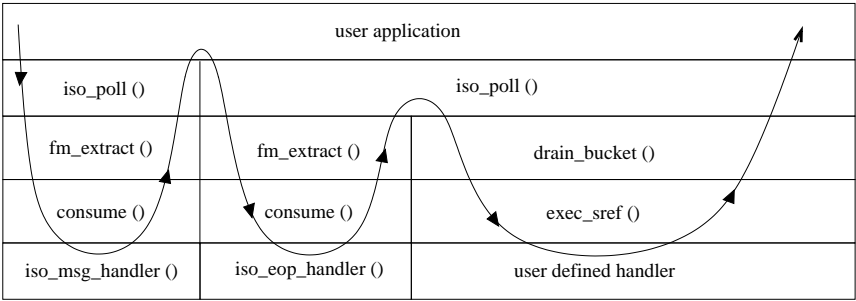 user application
iso_poll ()
iso_poll ()
fm_extract ()
fm_extract ()
drain_bucket ()
consume ()
consume ()
exec_sref ()
iso_msg_handler ()
iso_eop_handler ()
user defined handler